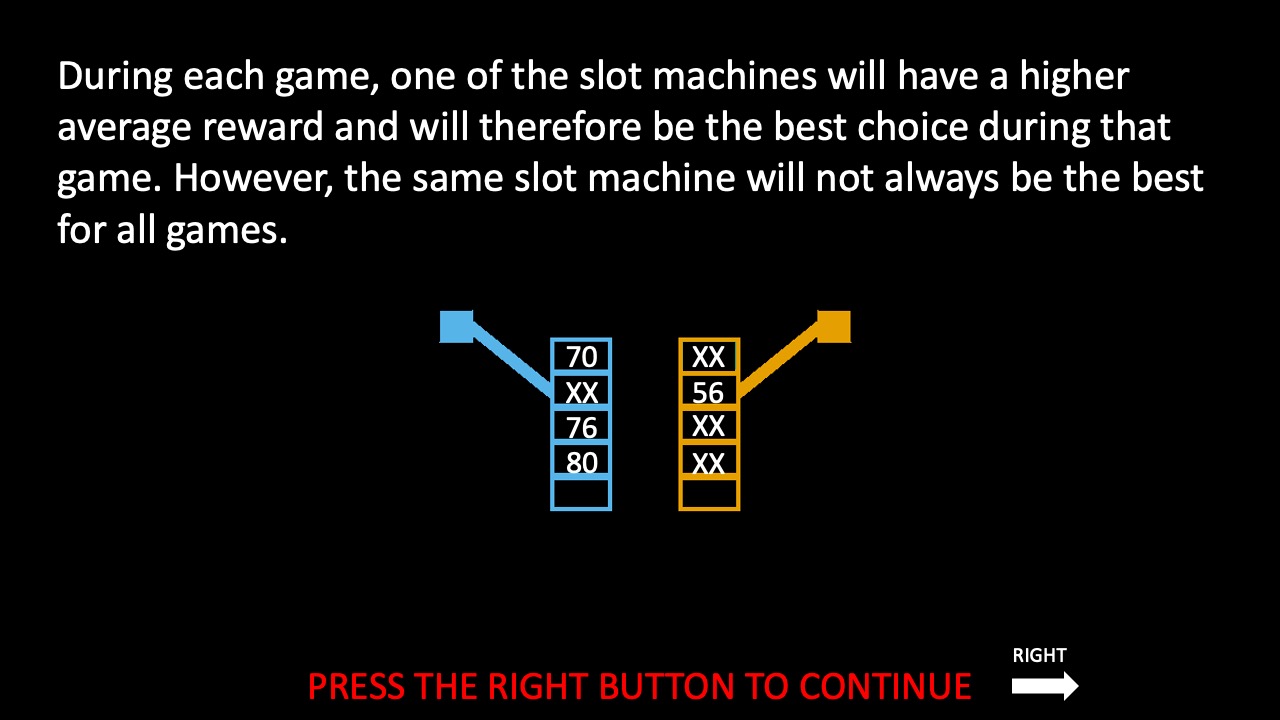 During each game, one of the slot machines will have a higher
average reward and will therefore be the best choice during that
game. However, the same slot machine will not always be the best
for all games.
70 XX
XX 56
76 XX
80 XX
RIGHT
PRESS THE RIGHT BUTTON TO CONTINUE